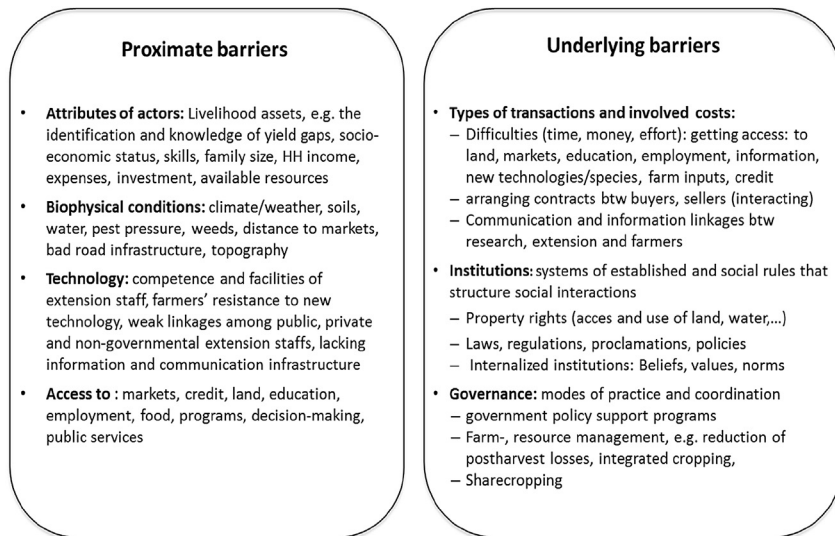 Proximate barriers
• Attributes of actors: Livelihood assets, e.g. the
identification and knowledge of yield gaps, socio-
economic status, skills, family size, HH income,
expenses, investment, available resources
• Biophysical conditions: climate/weather, soils,
water, pest pressure, weeds, distance to markets,
bad road infrastructure, topography
• Technology: competence and facilities of
extension staff, farmers’ resistance to new
technology, weak linkages among public, private
and non-governmental extension staffs, lacking
information and communication infrastructure
• Access to : markets, credit, land, education,
employment, food, programs, decision-making,
public services
Underlying barriers
• Types of transactions and involved costs:
– Difficulties (time, money, effort): getting access: to
land, markets, education, employment, information,
new technologies/species, farm inputs, credit
– arranging contracts btw buyers, sellers (interacting)
– Communication and information linkages btw
research, extension and farmers
• Institutions: systems of established and social rules that
structure social interactions
– Property rights (acces and use of land, water,...)
– Laws, regulations, proclamations, policies
– Internalized institutions: Beliefs, values, norms
• Governance: modes of practice and coordination
– government policy support programs
– Farm-, resource management, e.g. reduction of
postharvest losses, integrated cropping,
– Sharecropping